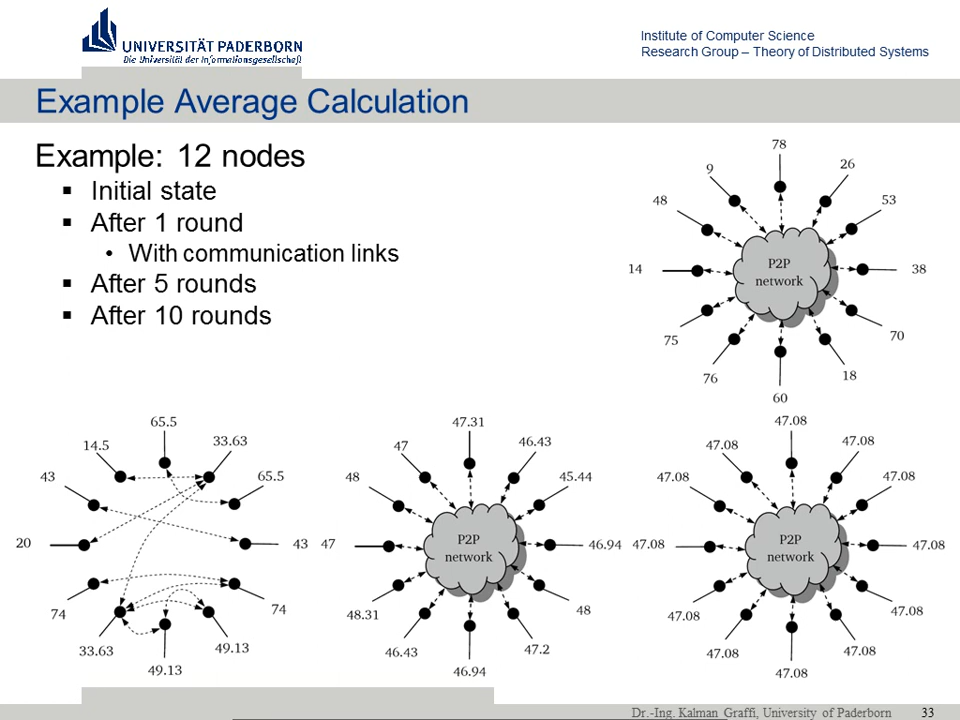 UNIVERSITÄT PADERBORN
Die Universität der Informationsgesellschaft
Institute of Computer Science
Research Group – Theory of Distributed Systems
Example Average Calculation
Example: 12 nodes
▪ Initial state
▪ After 1 round
• With communication links
▪ After 5 rounds
▪ After 10 rounds
78
9
26
48
53
14
P2P
network
38
75
70
76
18
60
65.5
14.5
33.63
43
65.5
20
43
74
74
33.63
49.13
49.13
47.31
47
46.43
48
45.44
47
P2P
network
46.94
48.31
48
46.43
47.2
46.94
47.08
47.08
47.08
47.08
47.08
47.08
P2P
network
47.08
47.08
47.08
47.08
47.08
47.08
Dr.-Ing. Kalman Graffi, University of Paderborn
33